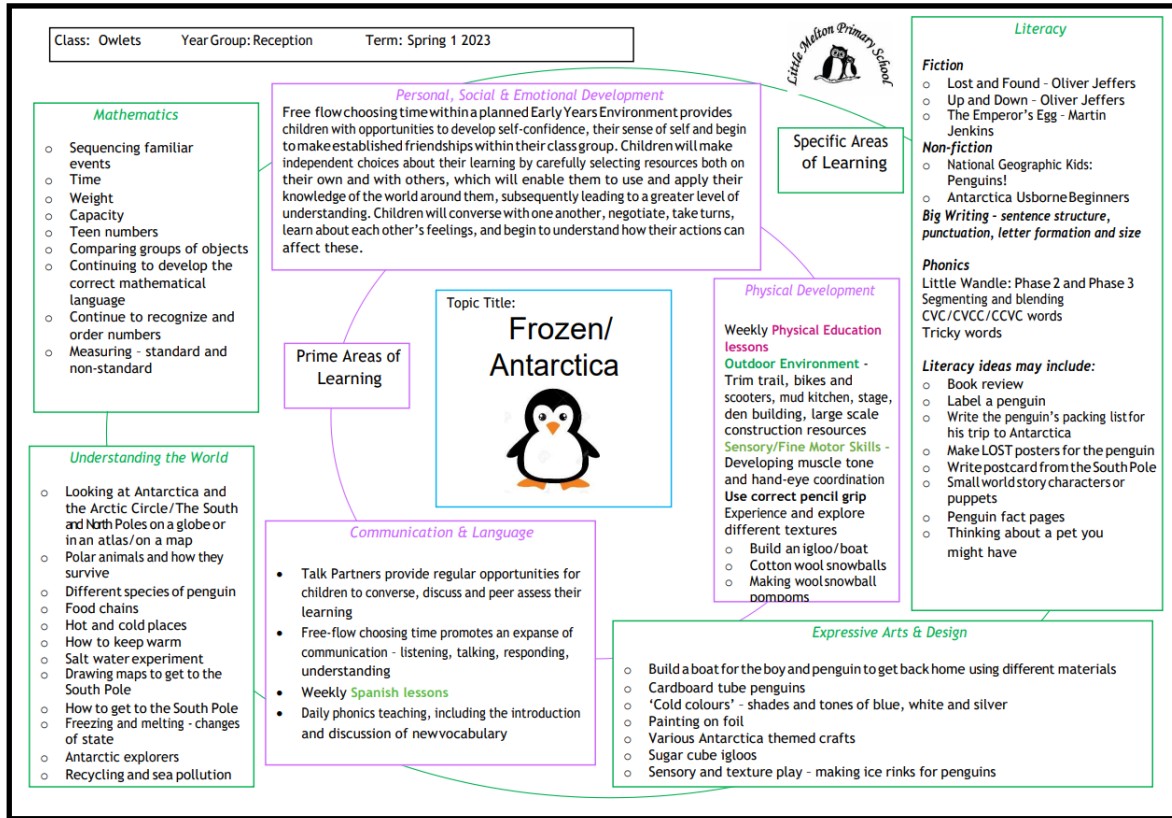 Class: Owlets Year Group: Reception Term: Spring 1 2023
Little Melton Primary School
Personal, Social & Emotional Development
Free flow choosing time within a planned Early Years Environment provides
children with opportunities to develop self-confidence, their sense of self and begin
to make established friendships within their class group. Children will make
independent choices about their learning by carefully selecting resources both on
their own and with others, which will enable them to use and apply their
knowledge of the world around them, subsequently leading to a greater level of
understanding. Children will converse with one another, negotiate, take turns,
learn about each other's feelings, and begin to understand how their actions can
affect these.
Specific Areas
of Learning
Literacy
Fiction
o Lost and Found – Oliver Jeffers
o Up and Down – Oliver Jeffers
o The Emperor's Egg – Martin
Jenkins
Non-fiction
o National Geographic Kids:
Penguins!
o Antarctica Usborne Beginners
Big Writing – sentence structure,
punctuation, letter formation and size
Phonics
Little Wandle: Phase 2 and Phase 3
Segmenting and blending
CVC/CVCC/CCVC words
Tricky words
Literacy ideas may include:
o Book review
o Label a penguin
o Write the penguin's packing list for
his trip to Antarctica
o Make LOST posters for the penguin
o Write postcard from the South Pole
o Small world story characters or
puppets
o Penguin fact pages
o Thinking about a pet you
might have
Mathematics
o Sequencing familiar
events
o Time
o Weight
o Capacity
o Teen numbers
o Comparing groups of objects
o Continuing to develop the
correct mathematical
language
o Continue to recognize and
order numbers
o Measuring – standard and
non-standard
Prime Areas of
Learning
Topic Title:
Frozen/
Antarctica
Physical Development
Weekly Physical Education
lessons
Outdoor Environment -
Trim trail, bikes and
scooters, mud kitchen, stage,
den building, large scale
construction resources
Sensory/Fine Motor Skills -
Developing muscle tone
and hand-eye coordination
Use correct pencil grip
Experience and explore
different textures
o Build an igloo/boat
o Cotton wool snowballs
o Making wool snowball
pompoms
Understanding the World
o Looking at Antarctica and
the Arctic Circle/The South
and North Poles on a globe or
in an atlas/on a map
o Polar animals and how they
survive
o Different species of penguin
o Food chains
o Hot and cold places
o How to keep warm
o Salt water experiment
o Drawing maps to get to the
South Pole
o How to get to the South Pole
o Freezing and melting - changes
of state
o Antarctic explorers
o Recycling and sea pollution
Communication & Language
• Talk Partners provide regular opportunities for
children to converse, discuss and peer assess their
learning
• Free-flow choosing time promotes an expanse of
communication – listening, talking, responding,
understanding
• Weekly Spanish lessons
• Daily phonics teaching, including the introduction
and discussion of new vocabulary
Expressive Arts & Design
o Build a boat for the boy and penguin to get back home using different materials
o Cardboard tube penguins
o 'Cold colours' – shades and tones of blue, white and silver
o Painting on foil
o Various Antarctica themed crafts
o Sugar cube igloos
o Sensory and texture play – making ice rinks for penguins